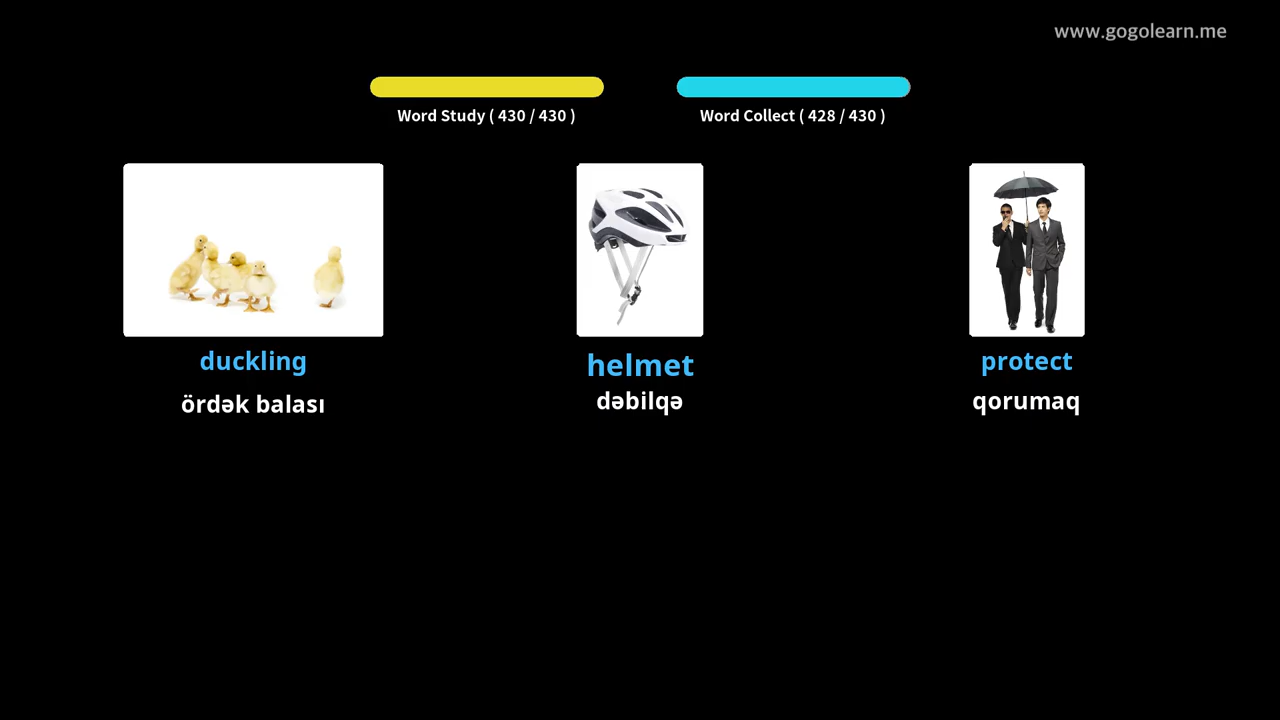 www.gogolearn.me
Word Study ( 430 / 430 )
Word Collect ( 428 / 430 )
duckling
helmet
protect
ördək balası
dəbilqə
qorumaq